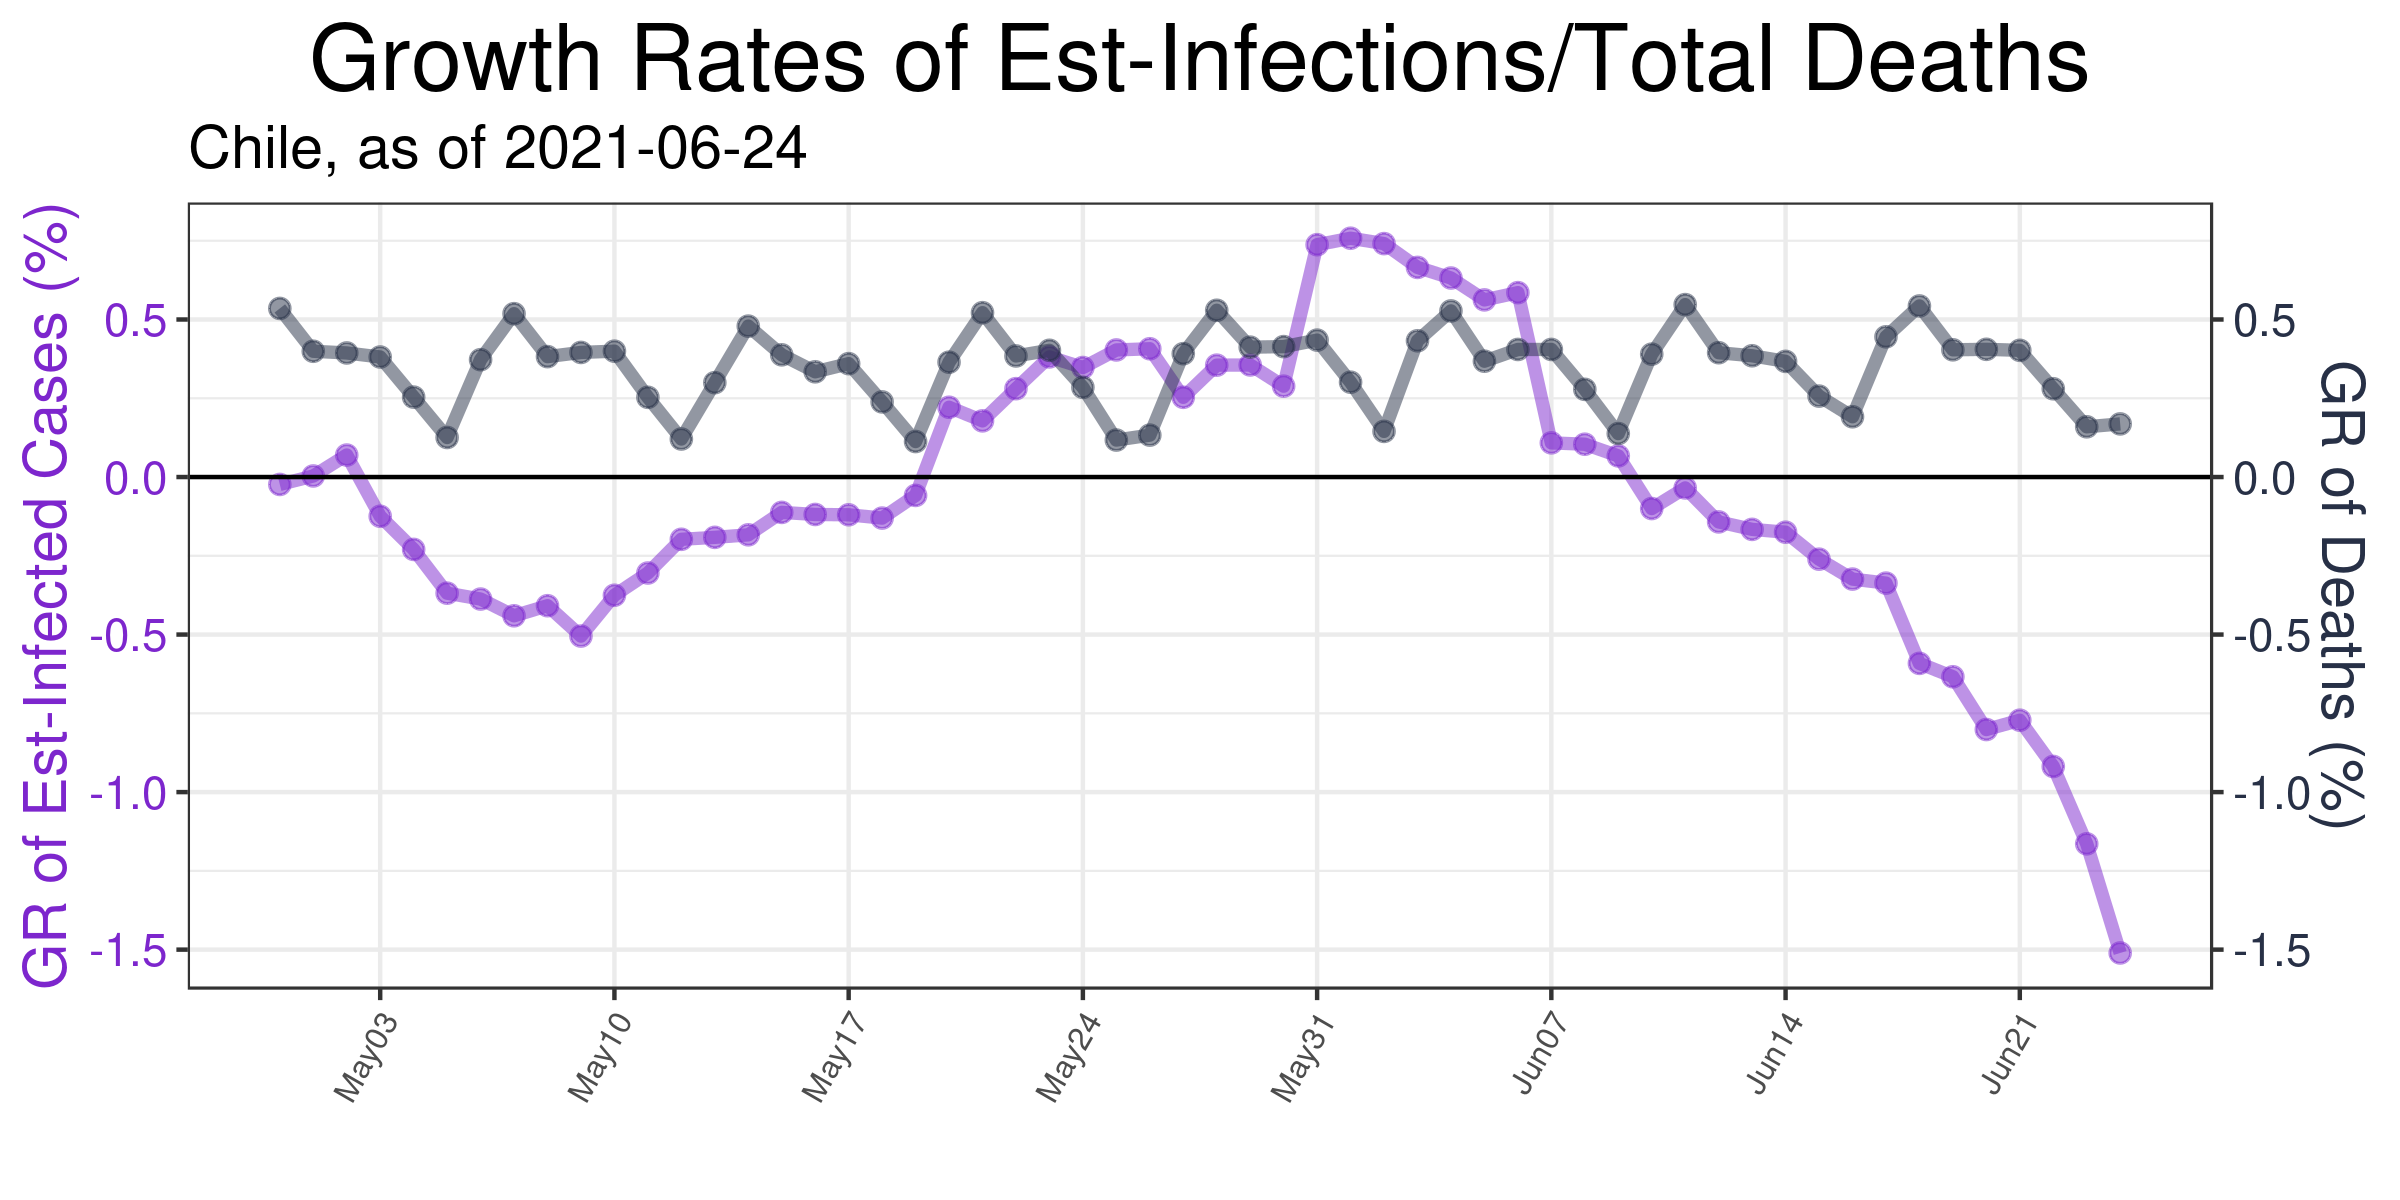 Growth Rates of Est-Infections/Total Deaths
Chile, as of 2021-06-24
GR of Est-Infected Cases (%)
0.5
0.0
-0.5
-1.0
-1.5
0.5
0.0
-0.5
-1.0
-1.5
GR of Deaths (%)
May03
May10
May17
May24
May31
Jun07
Jun14
Jun21